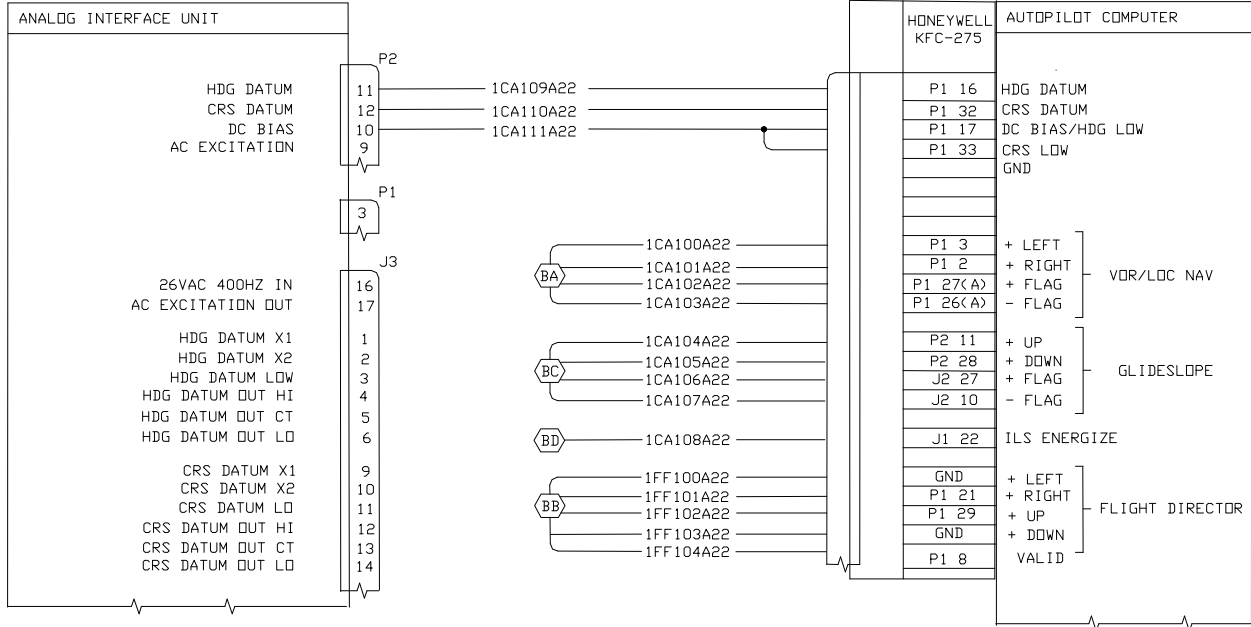 ANALOG INTERFACE UNIT
P2
HDG DATUM 11 1CA109A22
CRS DATUM 12 1CA110A22
DC BIAS 10 1CA111A22
AC EXCITATION 9
P1
3
J3
26VAC 400HZ IN 16
AC EXCITATION OUT 17
HDG DATUM X1 1
HDG DATUM X2 2
HDG DATUM LOW 3
HDG DATUM OUT HI 4
HDG DATUM OUT CT 5
HDG DATUM OUT LO 6
CRS DATUM X1 9
CRS DATUM X2 10
CRS DATUM LO 11
CRS DATUM OUT HI 12
CRS DATUM OUT CT 13
CRS DATUM OUT LO 14
BA
1CA100A22
1CA101A22
1CA102A22
1CA103A22
BC
1CA104A22
1CA105A22
1CA106A22
1CA107A22
BD
1CA108A22
BB
1FF100A22
1FF101A22
1FF102A22
1FF103A22
1FF104A22
HONEYWELL
KFC-275
AUTOPILOT COMPUTER
P1 16 HDG DATUM
P1 32 CRS DATUM
P1 17 DC BIAS/HDG LOW
P1 33 CRS LOW
GND
P1 3 + LEFT
P1 2 + RIGHT
P1 27(A) + FLAG
P1 26(A) - FLAG
VOR/LOC NAV
P2 11 + UP
P2 28 + DOWN
J2 27 + FLAG
J2 10 - FLAG
GLIDESLOPE
J1 22 ILS ENERGIZE
GND + LEFT
P1 21 + RIGHT
P1 29 + UP
GND + DOWN
FLIGHT DIRECTOR
P1 8 VALID